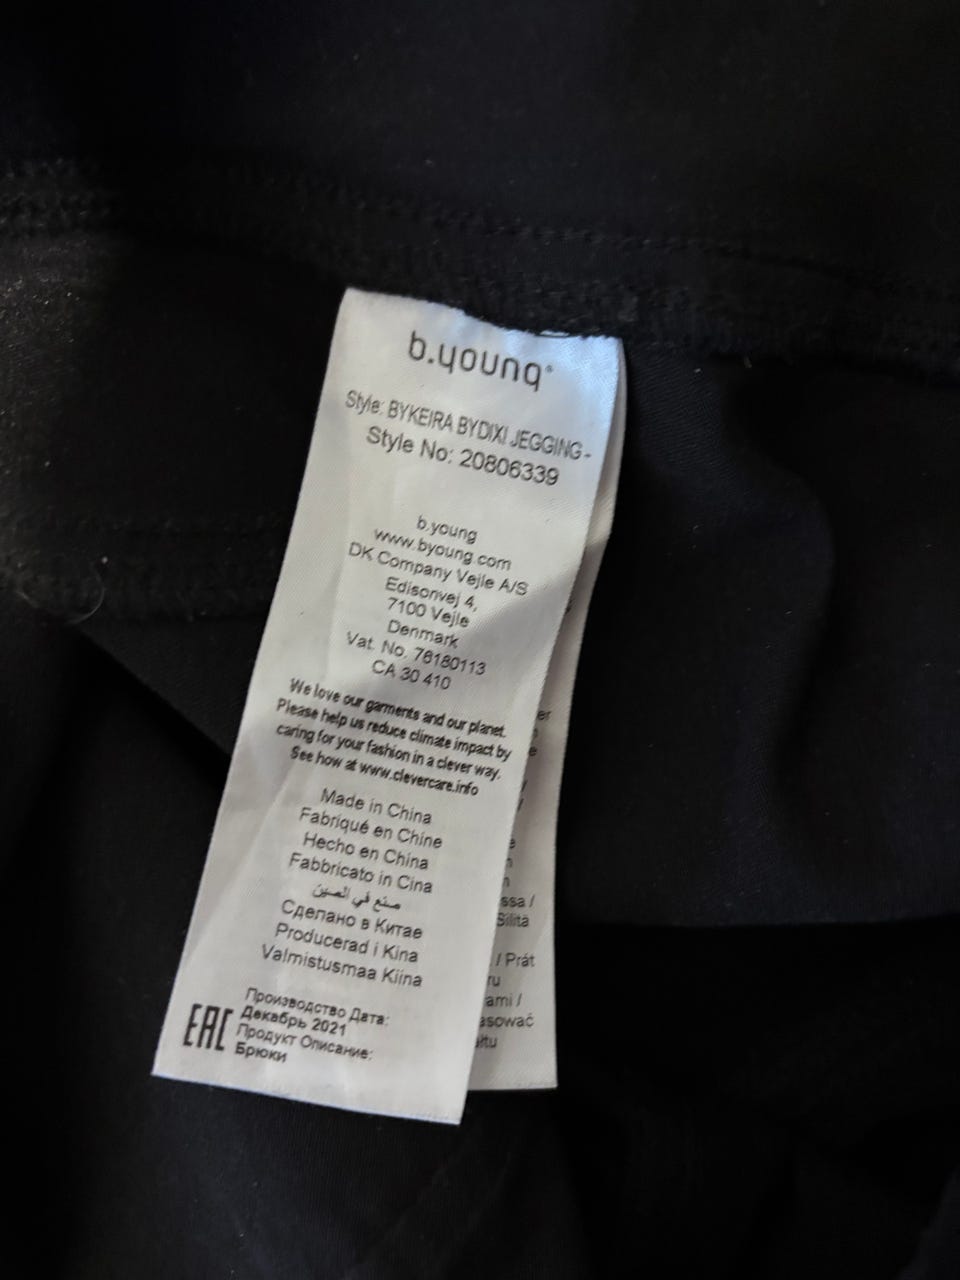 b.young®
Style: BYKEIRA BYDIXI JEGGING -
Style No: 20806339
b.young
www.byoung.com
DK Company Vejle A/S
Edisonvej 4,
7100 Vejle
Denmark
Vat. No. 76180113
CA 30 410
We love our garments and our planet.
Please help us reduce climate impact by
caring for your fashion in a clever way.
See how at www.clevercare.info
Made in China
Fabriqué en Chine
Hecho en China
Fabbricato in Cina
صنع في الصين
Сделано в Китае
Producerad i Kina
Valmistusmaa Kiina
EAC
Производство Дата:
Декабрь 2021
Продукт Описание:
Брюки
/ Prát